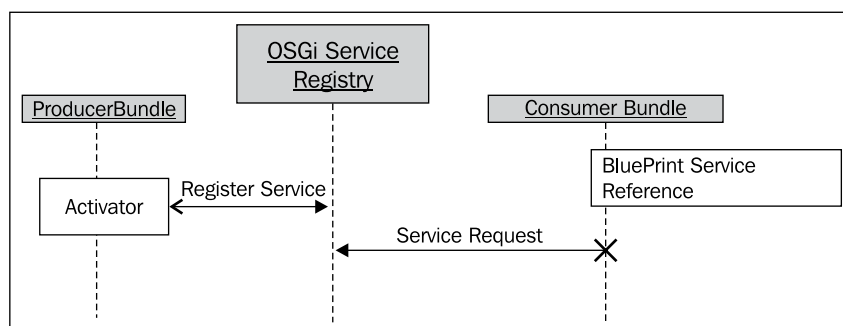 OSGi Service
Registry
ProducerBundle
Consumer Bundle
BluePrint Service
Reference
Activator
Register Service
Service Request